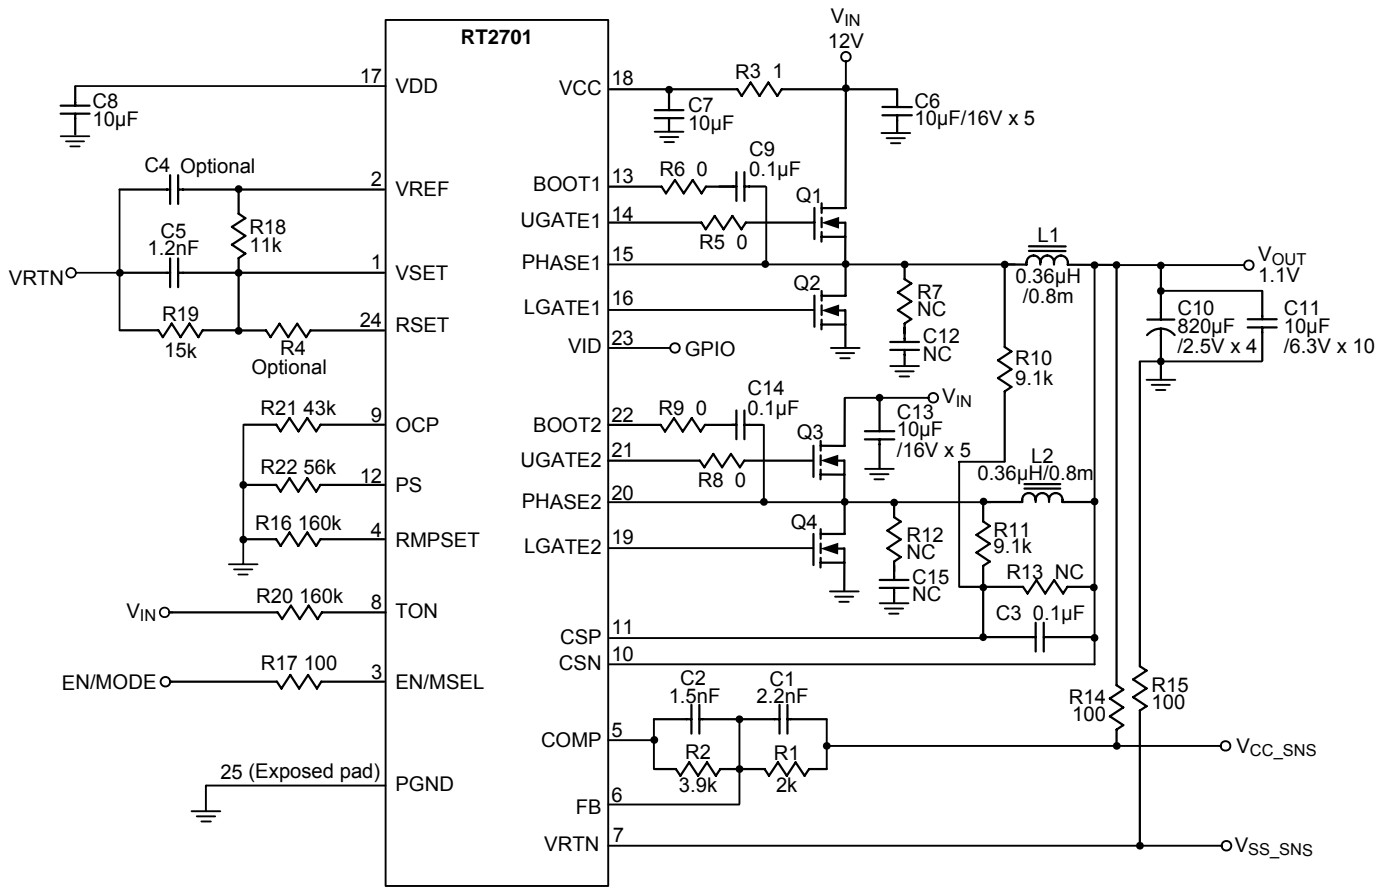 RT2701
V_IN
12V
17 VDD
C8
10µF
VCC 18
R3 1
C7
10µF
C6
10µF/16V x 5
C4 Optional
2 VREF
R18
11k
C5
1.2nF
VRTN
1 VSET
R19
15k
24 RSET
R4
Optional
BOOT1 13
R6 0
C9
0.1µF
UGATE1 14
R5 0
Q1
PHASE1 15
L1
0.36µH
/0.8m
V_OUT
1.1V
LGATE1 16
Q2
R7
NC
C12
NC
C10
820µF
/2.5V x 4
C11
10µF
/6.3V x 10
VID 23
GPIO
R10
9.1k
R21 43k
9 OCP
R22 56k
12 PS
R16 160k
4 RMPSET
BOOT2 22
R9 0
C14
0.1µF
V_IN
C13
10µF
/16V x 5
UGATE2 21
R8 0
Q3
L2
0.36µH/0.8m
PHASE2 20
LGATE2 19
Q4
R12
NC
C15
NC
R11
9.1k
R13 NC
C3 0.1µF
V_IN
R20 160k
8 TON
CSP 11
CSN 10
EN/MODE
R17 100
3 EN/MSEL
C2
1.5nF
C1
2.2nF
R14
100
R15
100
COMP 5
R2
3.9k
R1
2k
V_CC_SNS
25 (Exposed pad)
PGND
FB 6
VRTN 7
V_SS_SNS